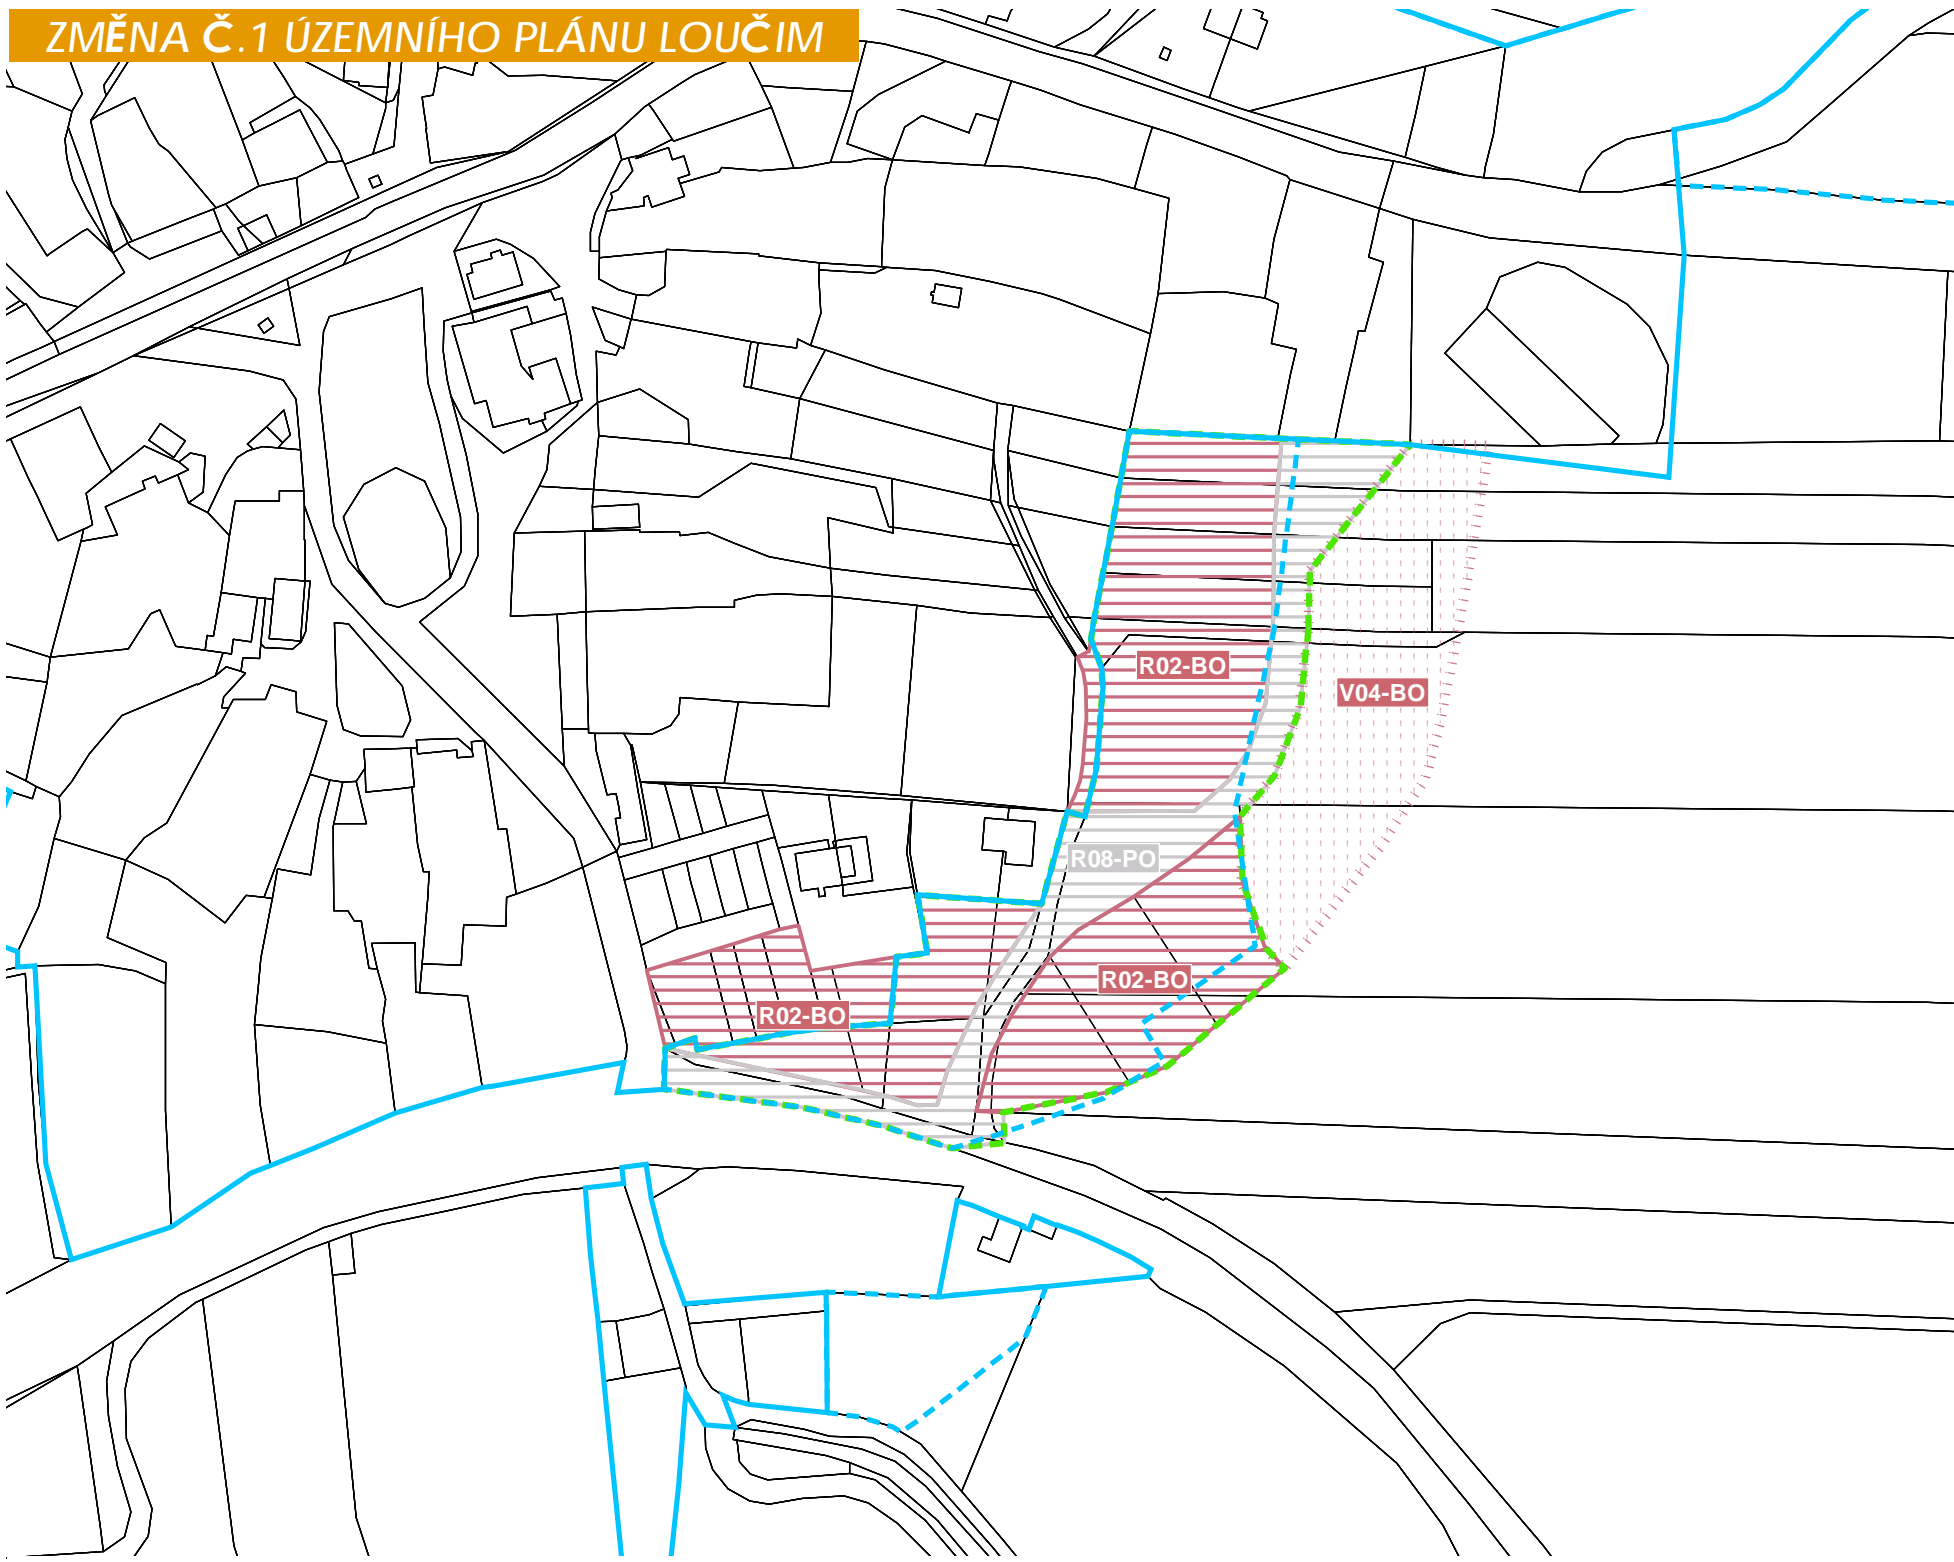 ZMĚNA Č.1 ÚZEMNÍHO PLÁNU LOUČIM
R02-BO
V04-BO
R08-PO
R02-BO
R02-BO